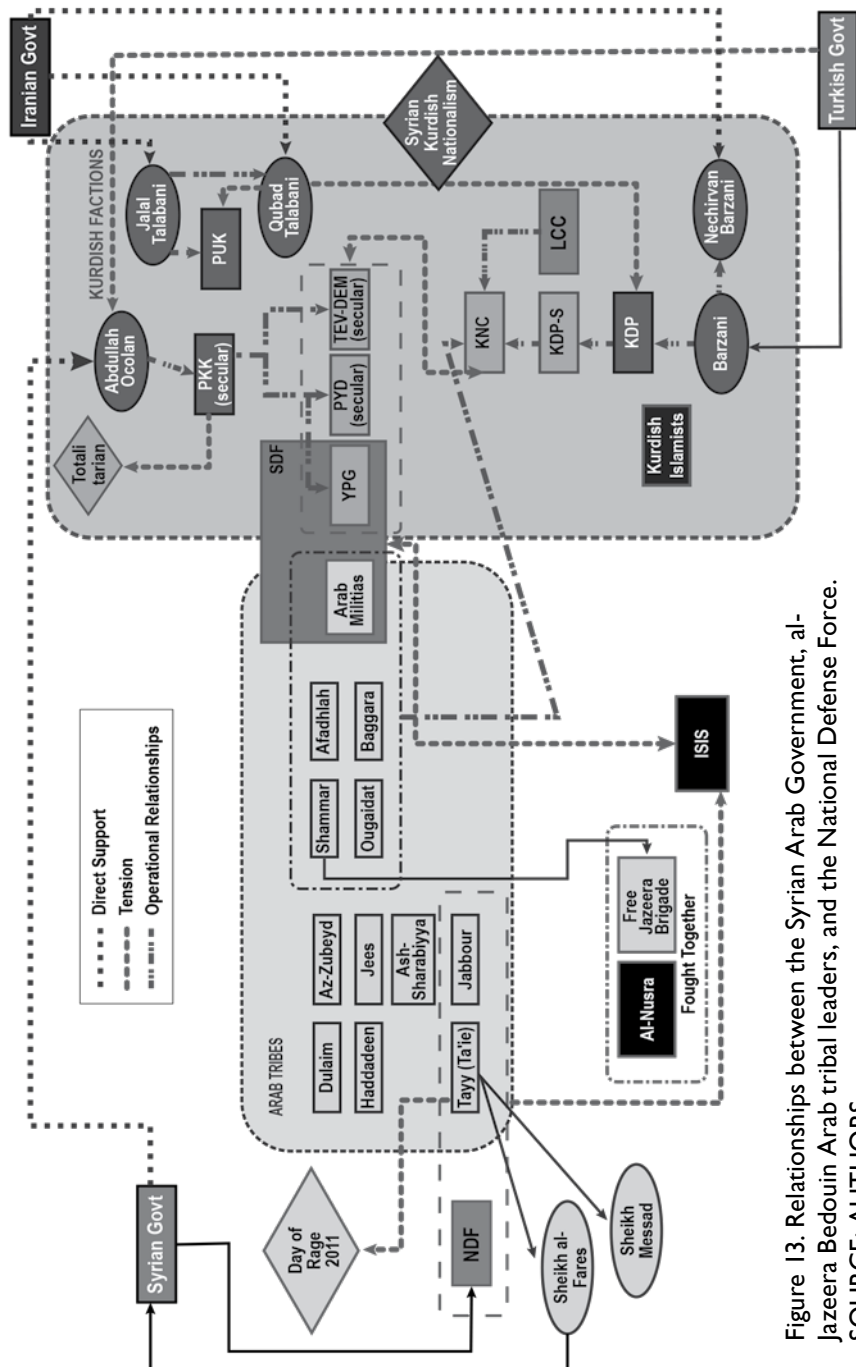 Iranian Govt
Turkish Govt
Syrian Govt
KURDISH FACTIONS
Syrian
Kurdish
Nationalism
Jalal
Talabani
PUK
Qubad
Talabani
Abdullah
Ocolan
PKK
(secular)
Totali
tarian
SDF
YPG
PYD
(secular)
TEV-DEM
(secular)
KNC
LCC
KDP-S
KDP
Nechirvan
Barzani
Barzani
Kurdish
Islamists
Direct Support
Tension
Operational Relationships
ARAB TRIBES
Dulaim
Az-Zubeyd
Haddadeen
Jees
Ash-
Sharabiyya
Tayy (Ta'ie)
Jabbour
Shammar
Afadhlah
Ougaidat
Baggara
Arab
Militias
Day of
Rage
2011
NDF
Sheikh al-
Fares
Sheikh
Messad
Al-Nusra
Free
Jazeera
Brigade
Fought Together
ISIS
Figure 13. Relationships between the Syrian Arab Government, al-
Jazeera Bedouin Arab tribal leaders, and the National Defense Force.
SOURCE: AUTHORS